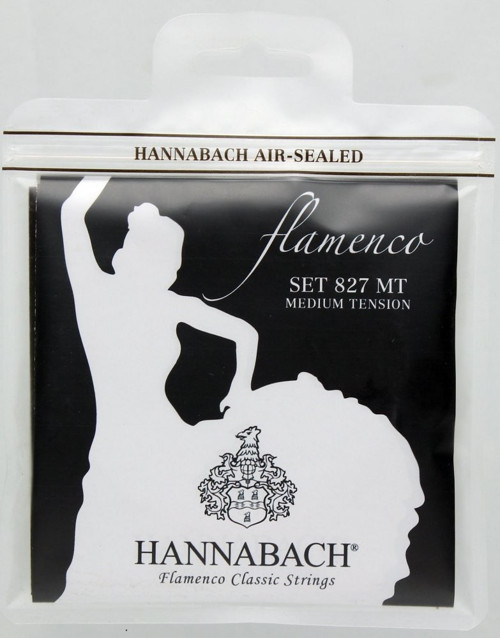 HANNABACH AIR-SEALED
flamenco
SET 827 MT
MEDIUM TENSION
HANNABACH®
Flamenco Classic Strings